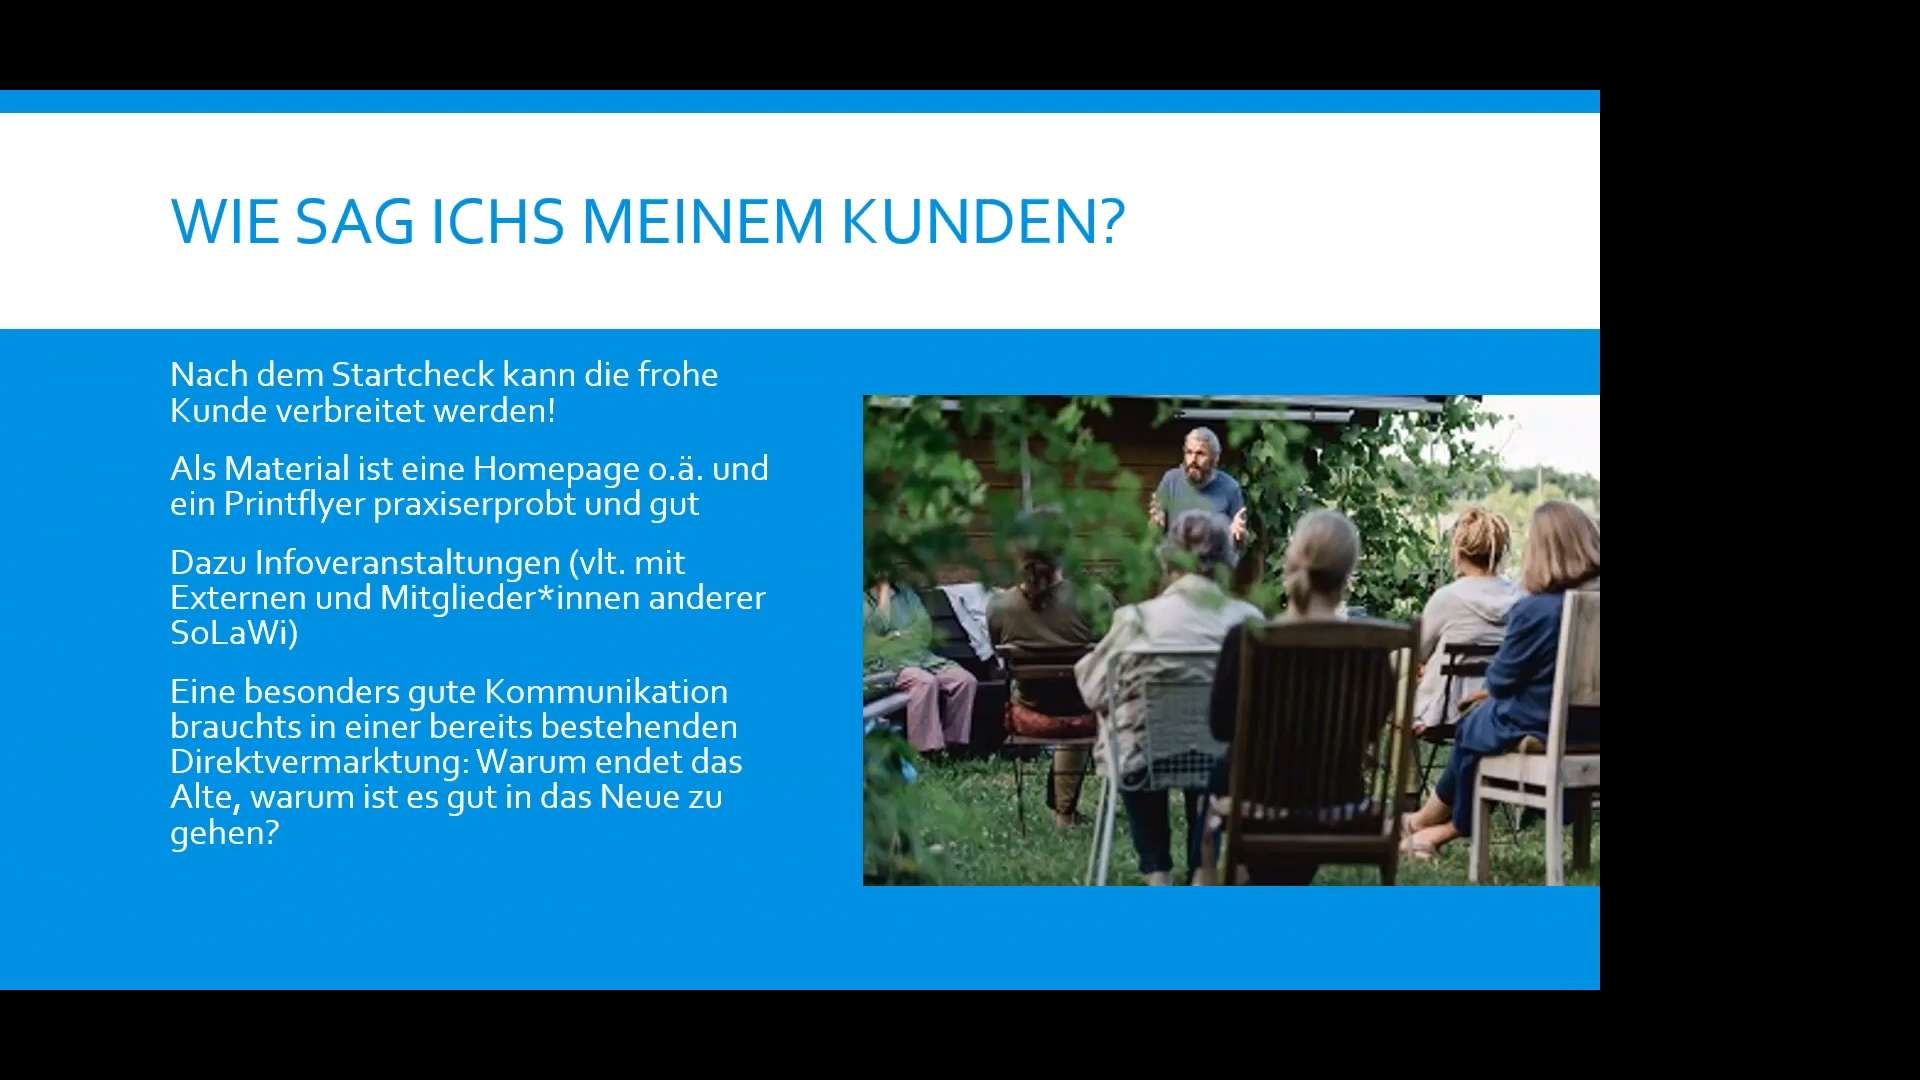 WIE SAG ICHS MEINEM KUNDEN?
Nach dem Startcheck kann die frohe
Kunde verbreitet werden!
Als Material ist eine Homepage o.ä. und
ein Printflyer praxiserprobt und gut
Dazu Infoveranstaltungen (vlt. mit
Externen und Mitglieder*innen anderer
SoLaWi)
Eine besonders gute Kommunikation
brauchts in einer bereits bestehenden
Direktvermarktung: Warum endet das
Alte, warum ist es gut in das Neue zu
gehen?